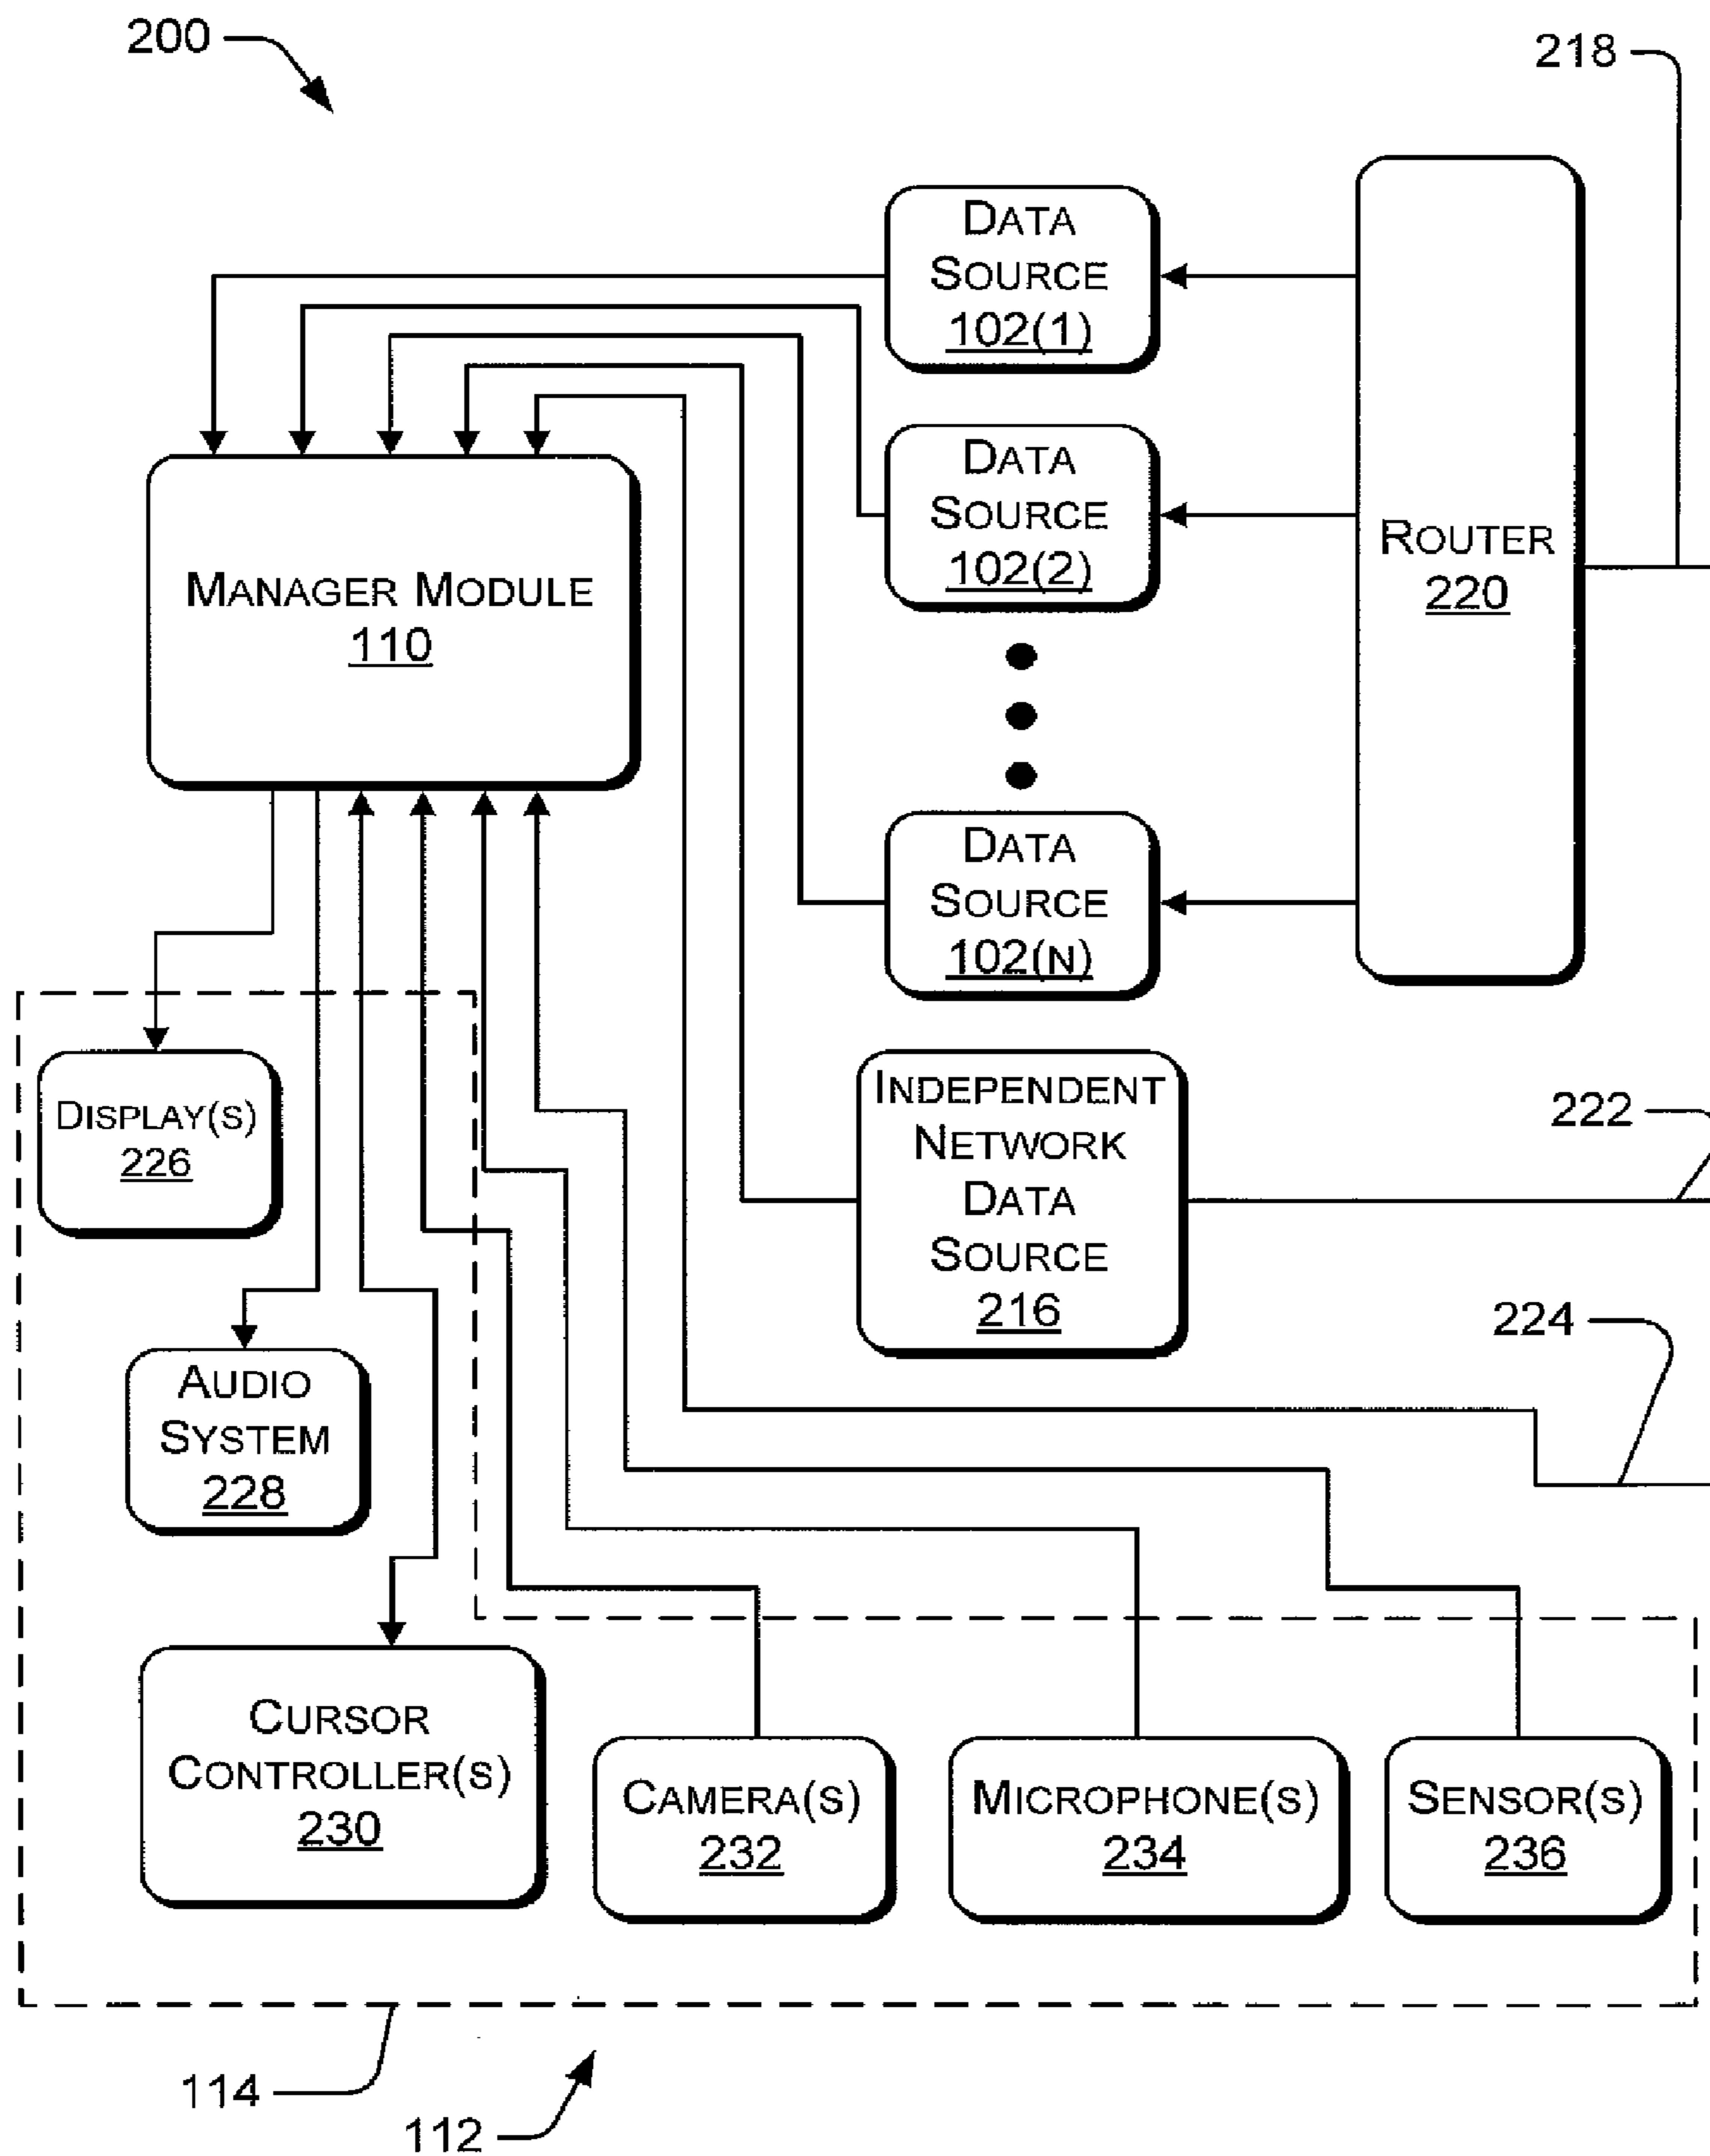 200
218
DATA
SOURCE
102(1)
DATA
SOURCE
102(2)
ROUTER
220
MANAGER MODULE
110
DATA
SOURCE
102(N)
INDEPENDENT
NETWORK
DATA
SOURCE
216
222
DISPLAY(S)
226
224
AUDIO
SYSTEM
228
CURSOR
CONTROLLER(S)
230
CAMERA(S)
232
MICROPHONE(S)
234
SENSOR(S)
236
114
112